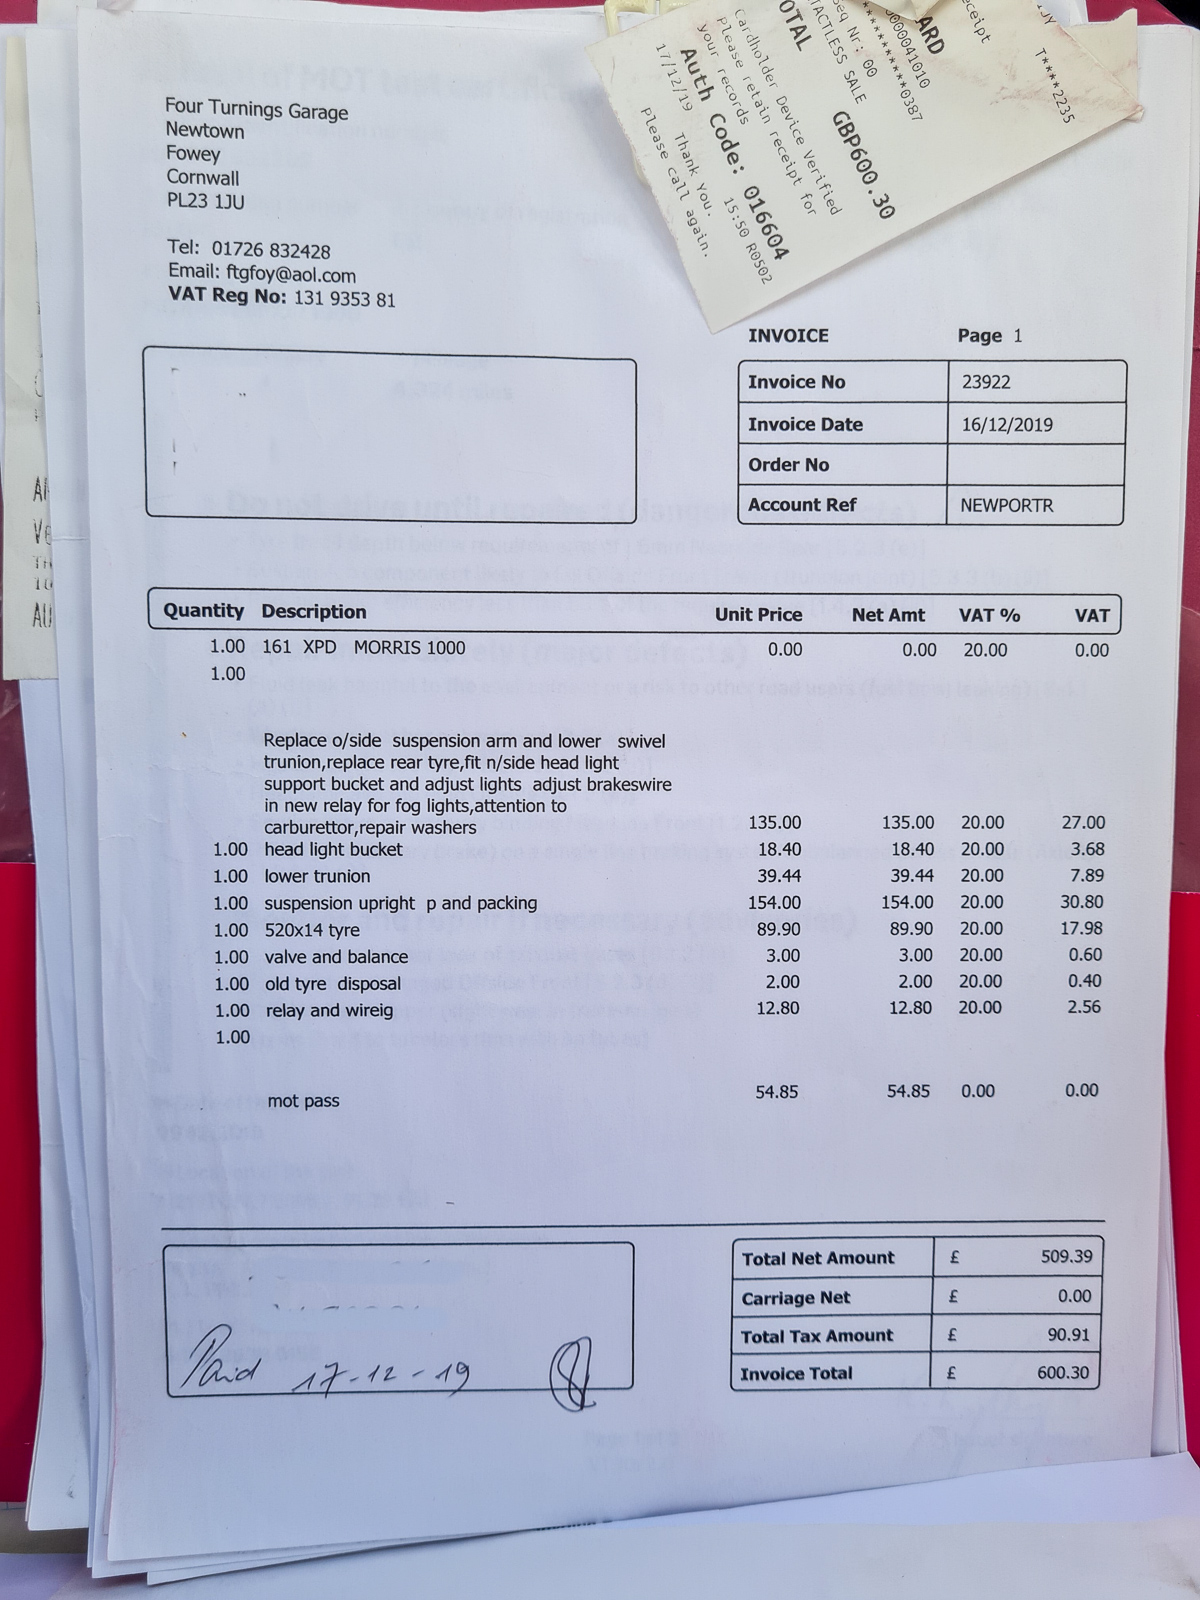 Four Turnings Garage
Newtown
Fowey
Cornwall
PL23 1JU
Tel: 01726 832428
Email: ftgfoy@aol.com
VAT Reg No: 131 9353 81
T****2235
ARD
0000041010
************0387
Seq Nr: 00
TACTLESS SALE
OTAL GBP600.30
Cardholder Device Verified
Please retain receipt for
your records
Auth Code: 016604
17/12/19 15:50 R0502
Thank You.
Please call again.
INVOICE Page 1
Invoice No 23922
Invoice Date 16/12/2019
Order No
Account Ref NEWPORTR
Quantity Description Unit Price Net Amt VAT % VAT
1.00 161 XPD MORRIS 1000 0.00 0.00 20.00 0.00
1.00
Replace o/side suspension arm and lower swivel
trunion,replace rear tyre,fit n/side head light
support bucket and adjust lights adjust brakeswire
in new relay for fog lights,attention to
carburettor,repair washers 135.00 135.00 20.00 27.00
1.00 head light bucket 18.40 18.40 20.00 3.68
1.00 lower trunion 39.44 39.44 20.00 7.89
1.00 suspension upright p and packing 154.00 154.00 20.00 30.80
1.00 520x14 tyre 89.90 89.90 20.00 17.98
1.00 valve and balance 3.00 3.00 20.00 0.60
1.00 old tyre disposal 2.00 2.00 20.00 0.40
1.00 relay and wireig 12.80 12.80 20.00 2.56
1.00
mot pass 54.85 54.85 0.00 0.00
Total Net Amount £ 509.39
Carriage Net £ 0.00
Total Tax Amount £ 90.91
Invoice Total £ 600.30
Paid 17-12-19